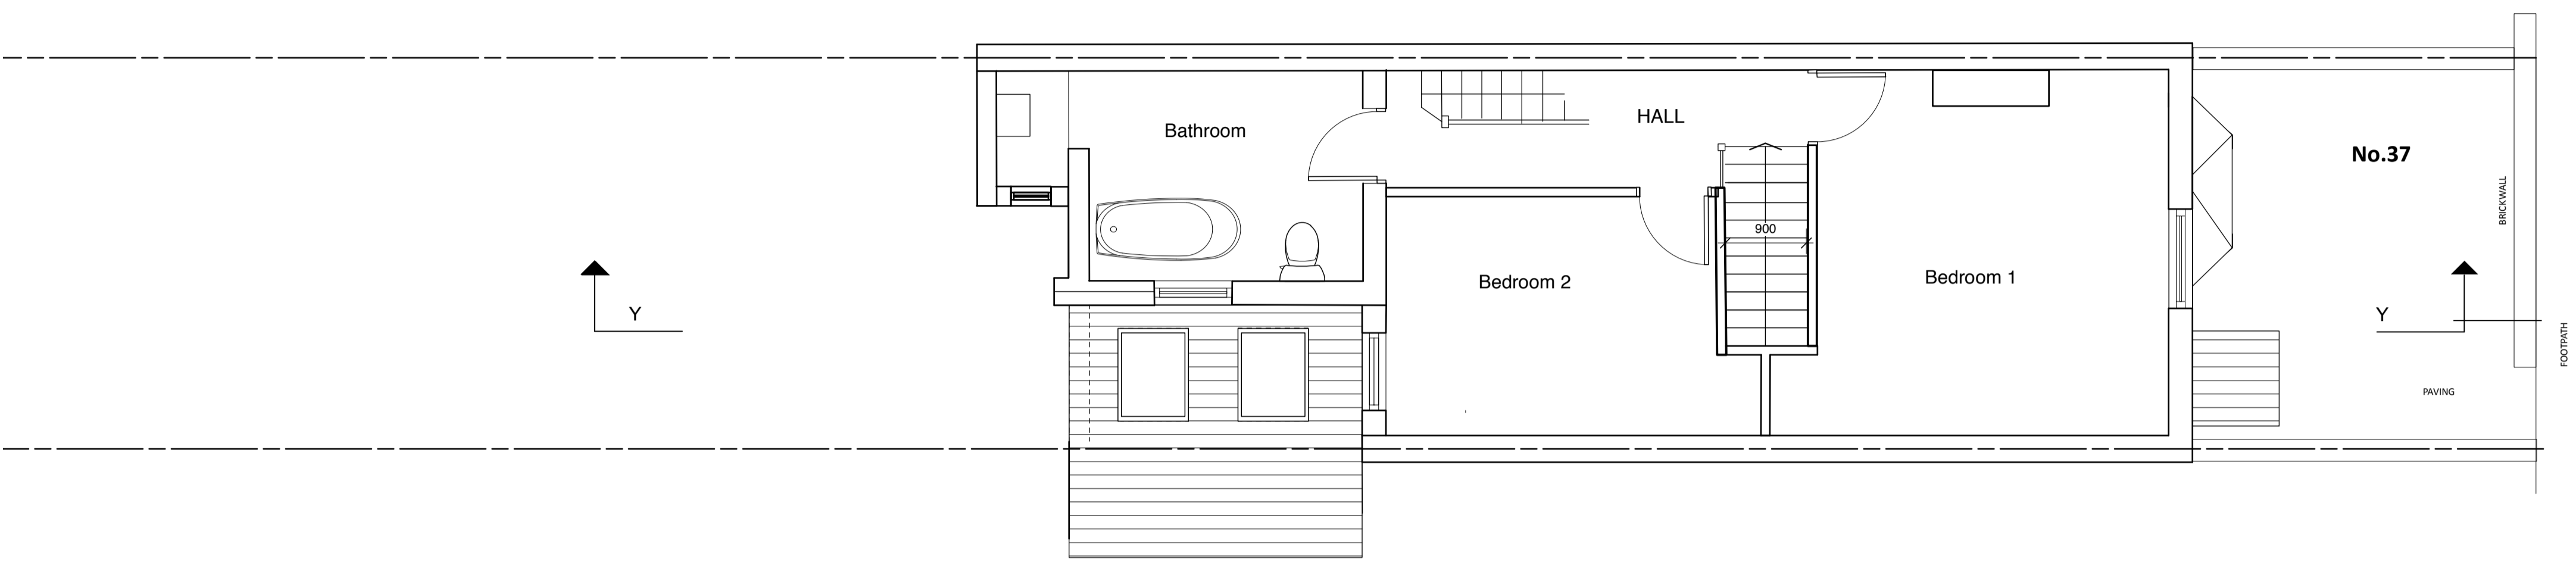 Bathroom
HALL
No.37
BRICKWALL
900
Bedroom 2
Bedroom 1
Y
Y
FOOTPATH
PAVING